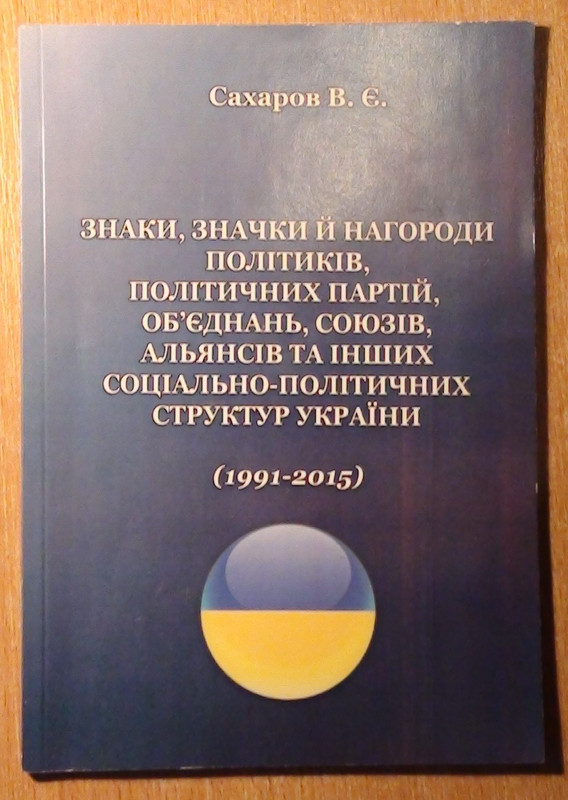 Сахаров В. Є.
ЗНАКИ, ЗНАЧКИ Й НАГОРОДИ
ПОЛІТИКІВ,
ПОЛІТИЧНИХ ПАРТІЙ,
ОБ’ЄДНАНЬ, СОЮЗІВ,
АЛЬЯНСІВ ТА ІНШИХ
СОЦІАЛЬНО-ПОЛІТИЧНИХ
СТРУКТУР УКРАЇНИ
(1991-2015)